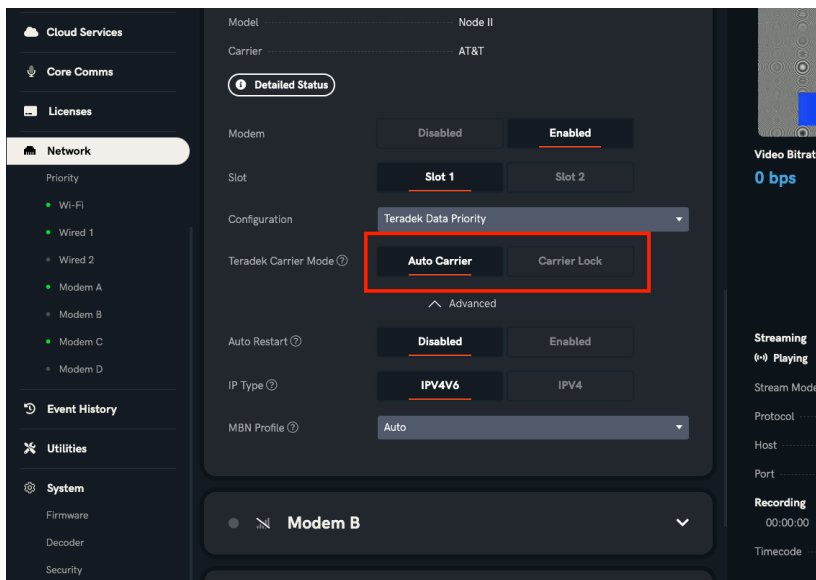 Cloud Services
Core Comms
Licenses
Network
Priority
Wi-Fi
Wired 1
Wired 2
Modem A
Modem B
Modem C
Modem D
Event History
Utilities
System
Firmware
Decoder
Security
Model Node II
Carrier AT&T
Detailed Status
Modem Disabled Enabled
Slot Slot 1 Slot 2
Configuration Teradek Data Priority
Teradek Carrier Mode Auto Carrier Carrier Lock
Advanced
Auto Restart Disabled Enabled
IP Type IPV4V6 IPV4
MBN Profile Auto
Modem B
Video Bitrat
0 bps
Streaming
Playing
Stream Mode
Protocol
Host
Port
Recording
00:00:00
Timecode